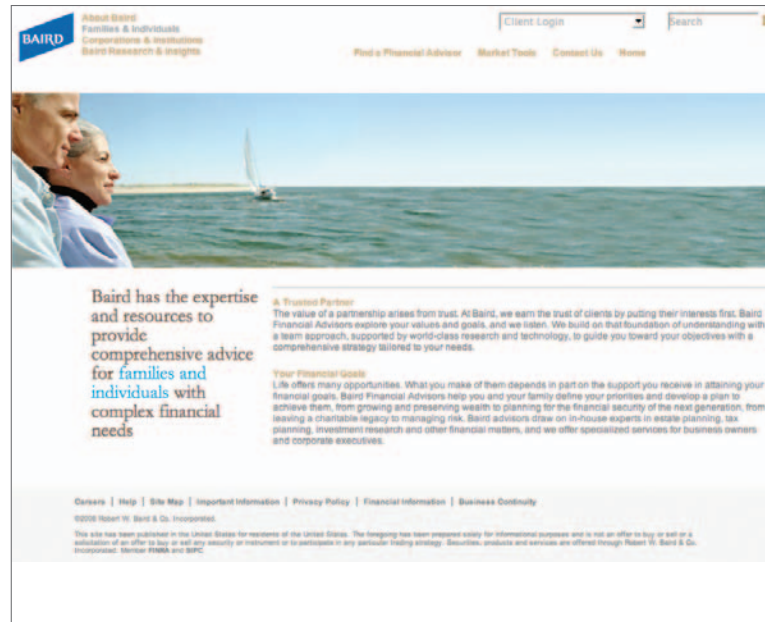 BAIRD
About Baird
Families & Individuals
Corporations & Institutions
Baird Research & Insights
Client Login
Search
Find a Financial Advisor Market Tools Contact Us Home
Baird has the expertise
and resources to
provide
comprehensive advice
for families and
individuals with
complex financial
needs
A Trusted Partner
The value of a partnership arises from trust. At Baird, we earn the trust of clients by putting their interests first. Baird
Financial Advisors explore your values and goals, and we listen. We build on that foundation of understanding with
a team approach, supported by world-class research and technology, to guide you toward your objectives with a
comprehensive strategy tailored to your needs.
Your Financial Goals
Life offers many opportunities. What you make of them depends in part on the support you receive in attaining your
financial goals. Baird Financial Advisors help you and your family define your priorities and develop a plan to
achieve them, from growing and preserving wealth to planning for the financial security of the next generation, from
leaving a charitable legacy to managing risk. Baird advisors draw on in-house experts in estate planning, tax
planning, investment research and other financial matters, and we offer specialized services for business owners
and corporate executives.
Careers | Help | Site Map | Important Information | Privacy Policy | Financial Information | Business Continuity
©2008 Robert W. Baird & Co. Incorporated.
This site has been published in the United States for residents of the United States. The foregoing has been prepared solely for informational purposes and is not an offer to buy or sell or a
solicitation of an offer to buy or sell any security or instrument or to participate in any particular trading strategy. Securities, products and services are offered through Robert W. Baird & Co.
Incorporated. Member FINRA and SIPC.